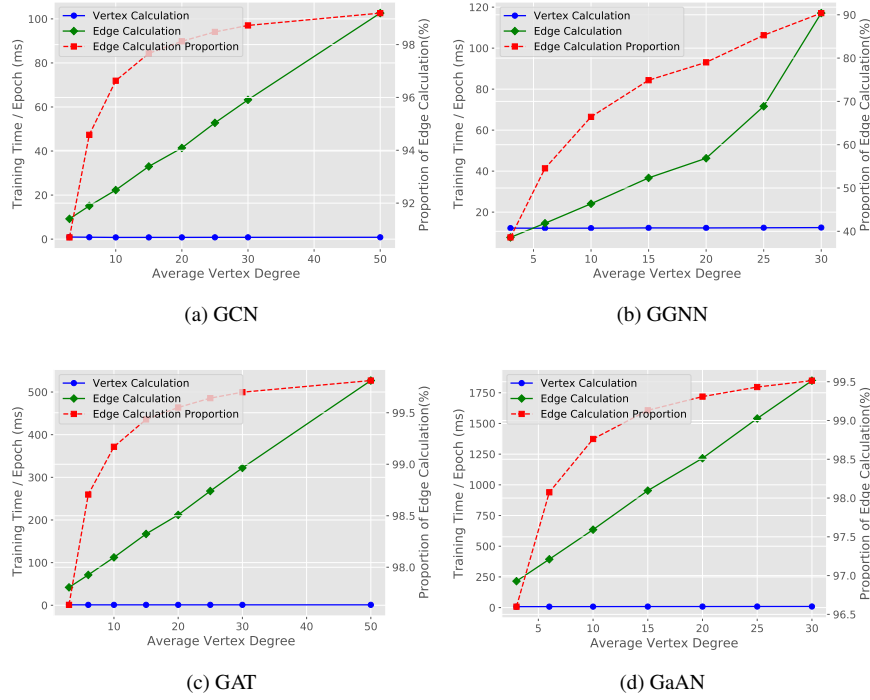 Vertex Calculation
Edge Calculation
Edge Calculation Proportion
Training Time / Epoch (ms)
0
20
40
60
80
100
10
20
30
40
50
Average Vertex Degree
92
94
96
98
Proportion of Edge Calculation(%)
(a) GCN
Vertex Calculation
Edge Calculation
Edge Calculation Proportion
Training Time / Epoch (ms)
20
40
60
80
100
120
5
10
15
20
25
30
Average Vertex Degree
40
50
60
70
80
90
Proportion of Edge Calculation(%)
(b) GGNN
Vertex Calculation
Edge Calculation
Edge Calculation Proportion
Training Time / Epoch (ms)
0
100
200
300
400
500
10
20
30
40
50
Average Vertex Degree
98.0
98.5
99.0
99.5
Proportion of Edge Calculation(%)
(c) GAT
Vertex Calculation
Edge Calculation
Edge Calculation Proportion
Training Time / Epoch (ms)
0
250
500
750
1000
1250
1500
1750
5
10
15
20
25
30
Average Vertex Degree
96.5
97.0
97.5
98.0
98.5
99.0
99.5
Proportion of Edge Calculation(%)
(d) GaAN